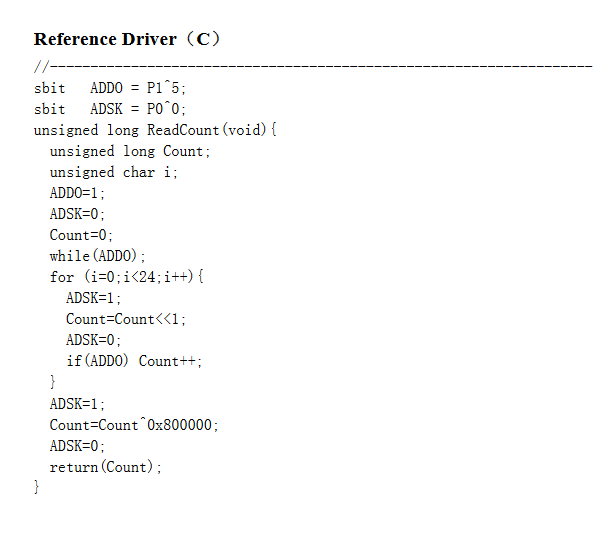 Reference Driver（C）
//-------------------------------------------------------------------
sbit   ADDO = P1^5;
sbit   ADSK = P0^0;
unsigned long ReadCount(void){
  unsigned long Count;
  unsigned char i;
  ADDO=1;
  ADSK=0;
  Count=0;
  while(ADDO);
  for (i=0;i<24;i++){
    ADSK=1;
    Count=Count<<1;
    ADSK=0;
    if(ADDO) Count++;
  }
  ADSK=1;
  Count=Count^0x800000;
  ADSK=0;
  return(Count);
}